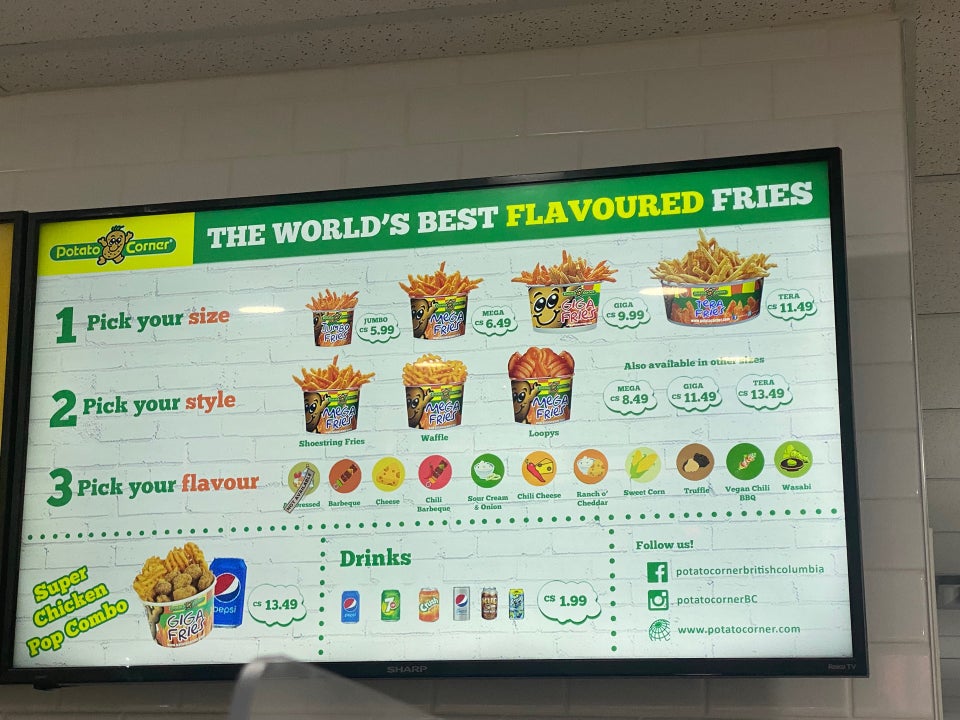 Potato Corner
THE WORLD'S BEST FLAVOURED FRIES
1 Pick your size
JUMBO FRIES
JUMBO
C$ 5.99
MEGA FRIES
MEGA
C$ 6.49
GIGA FRIES
GIGA
C$ 9.99
TERA FRIES
TERA
C$ 11.49
2 Pick your style
MEGA FRIES
Shoestring Fries
MEGA FRIES
Waffle
MEGA FRIES
Loopys
Also available in other sizes
MEGA
C$ 8.49
GIGA
C$ 11.49
TERA
C$ 13.49
3 Pick your flavour
Barbeque
Cheese
Chili Barbeque
Sour Cream & Onion
Chili Cheese
Ranch n' Cheddar
Sweet Corn
Truffle
Vegan Chili BBQ
Wasabi
Super Chicken Pop Combo
GIGA FRIES
pepsi
C$ 13.49
Drinks
pepsi
7
Crush
C$ 1.99
Follow us!
potatocornerbritishcolumbia
potatocornerBC
www.potatocorner.com
SHARP
Roku TV